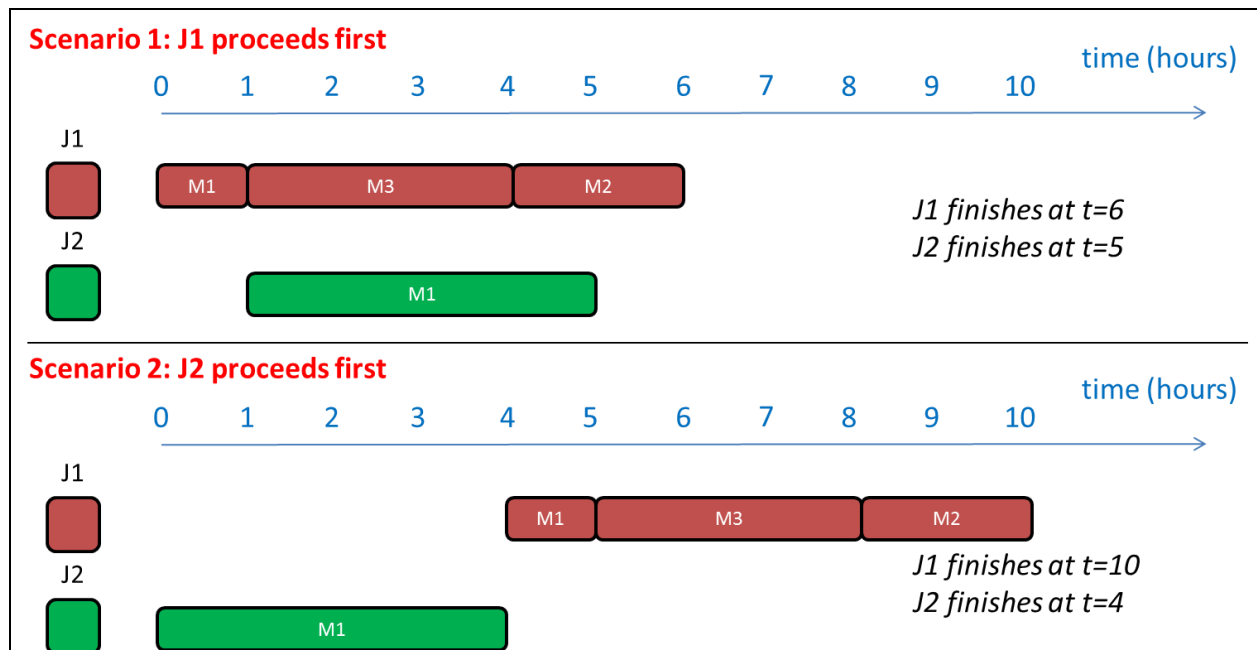 Scenario 1: J1 proceeds first
time (hours)
0 1 2 3 4 5 6 7 8 9 10
J1
M1 M3 M2
J1 finishes at t=6
J2 finishes at t=5
J2
M1
Scenario 2: J2 proceeds first
time (hours)
0 1 2 3 4 5 6 7 8 9 10
J1
M1 M3 M2
J1 finishes at t=10
J2 finishes at t=4
J2
M1